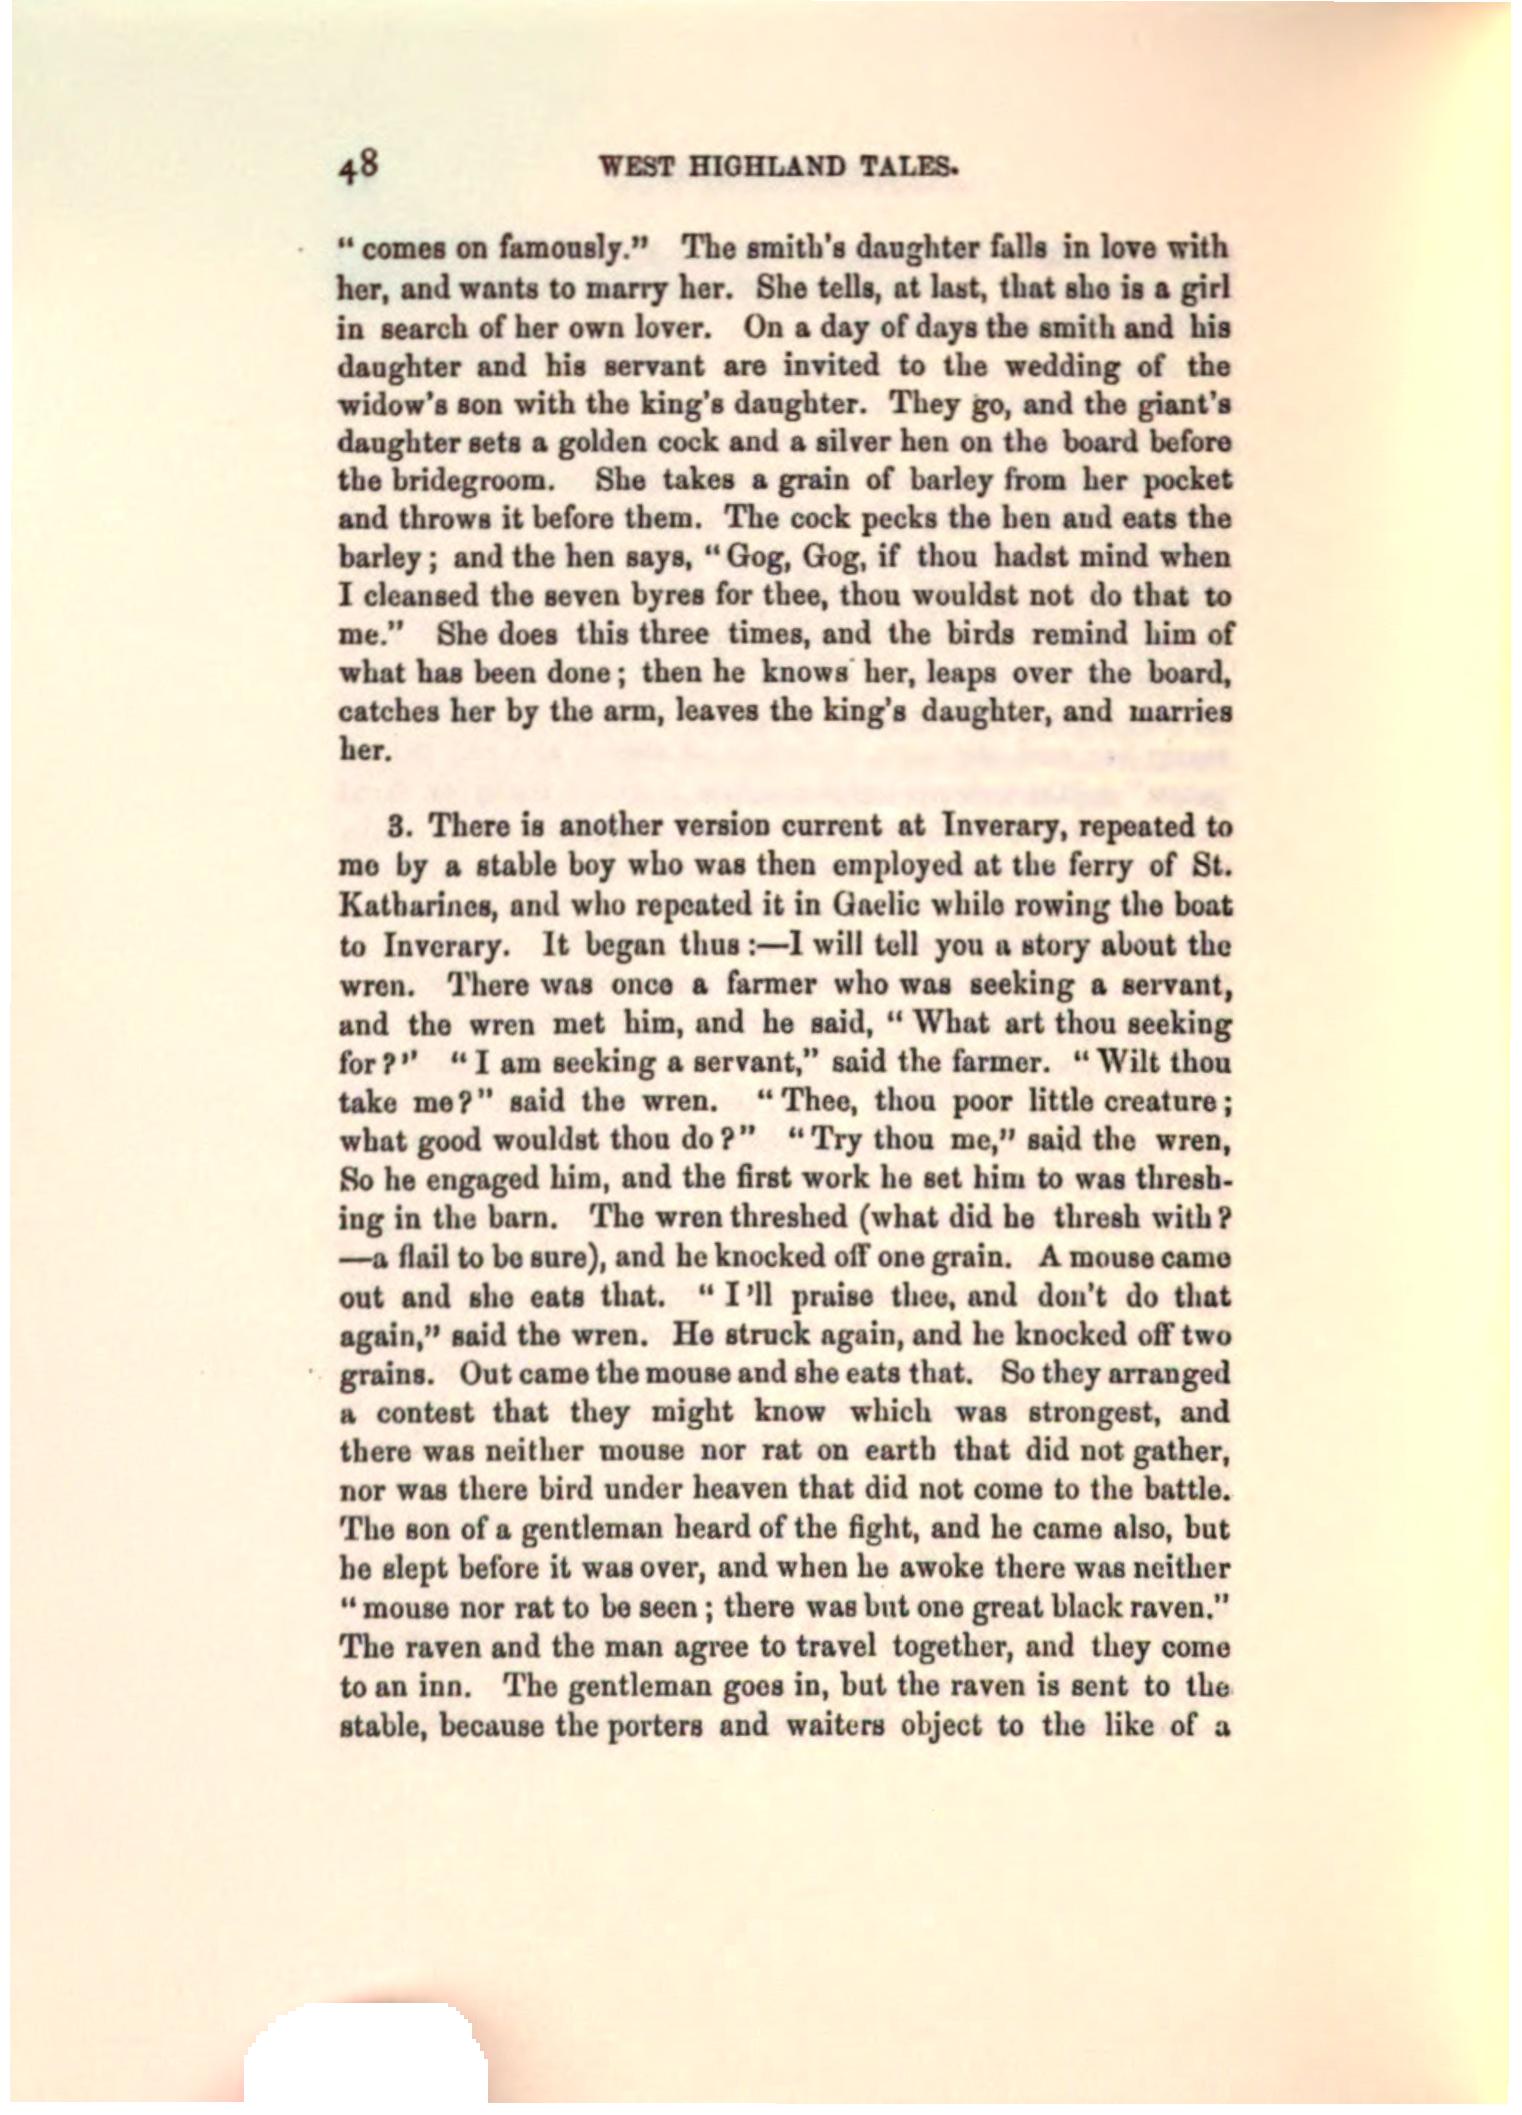 48 WEST HIGHLAND TALES.
“comes on famously.” The smith's daughter falls in love with
her, and wants to marry her. She tells, at last, that she is a girl
in search of her own lover. On a day of days the smith and his
daughter and his servant are invited to the wedding of the
widow's son with the king's daughter. They go, and the giant's
daughter sets a golden cock and a silver hen on the board before
the bridegroom. She takes a grain of barley from her pocket
and throws it before them. The cock pecks the hen and eats the
barley; and the hen says, “Gog, Gog, if thou hadst mind when
I cleansed the seven byres for thee, thou wouldst not do that to
me.” She does this three times, and the birds remind him of
what has been done; then he knows her, leaps over the board,
catches her by the arm, leaves the king's daughter, and marries
her.
3. There is another version current at Inverary, repeated to
me by a stable boy who was then employed at the ferry of St.
Katharines, and who repeated it in Gaelic while rowing the boat
to Inverary. It began thus:—I will tell you a story about the
wren. There was once a farmer who was seeking a servant,
and the wren met him, and he said, “What art thou seeking
for?” “I am seeking a servant,” said the farmer. “Wilt thou
take me?” said the wren. “Thee, thou poor little creature;
what good wouldst thou do?” “Try thou me,” said the wren,
So he engaged him, and the first work he set him to was thresh-
ing in the barn. The wren threshed (what did he thresh with?
—a flail to be sure), and he knocked off one grain. A mouse came
out and she eats that. “I'll praise thee, and don't do that
again,” said the wren. He struck again, and he knocked off two
grains. Out came the mouse and she eats that. So they arranged
a contest that they might know which was strongest, and
there was neither mouse nor rat on earth that did not gather,
nor was there bird under heaven that did not come to the battle.
The son of a gentleman heard of the fight, and he came also, but
he slept before it was over, and when he awoke there was neither
“mouse nor rat to be seen; there was but one great black raven.”
The raven and the man agree to travel together, and they come
to an inn. The gentleman goes in, but the raven is sent to the
stable, because the porters and waiters object to the like of a